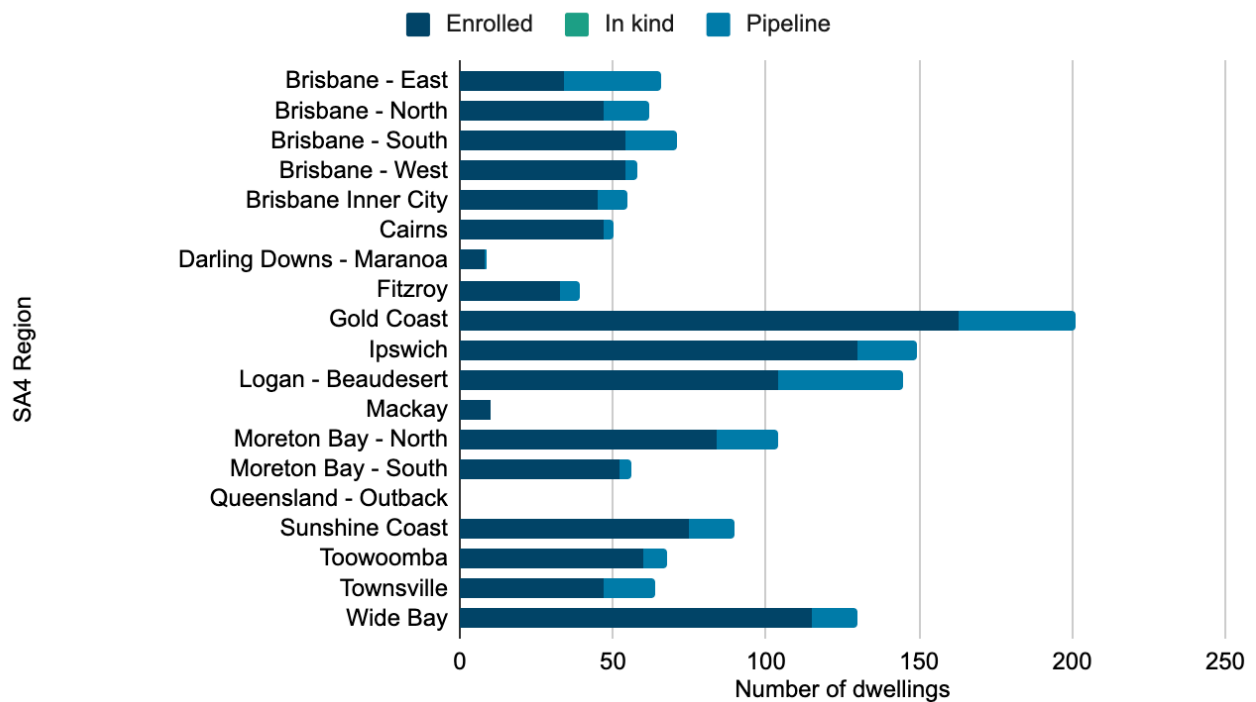 Enrolled In kind Pipeline
SA4 Region
Brisbane - East
Brisbane - North
Brisbane - South
Brisbane - West
Brisbane Inner City
Cairns
Darling Downs - Maranoa
Fitzroy
Gold Coast
Ipswich
Logan - Beaudesert
Mackay
Moreton Bay - North
Moreton Bay - South
Queensland - Outback
Sunshine Coast
Toowoomba
Townsville
Wide Bay
0 50 100 150 200 250
Number of dwellings